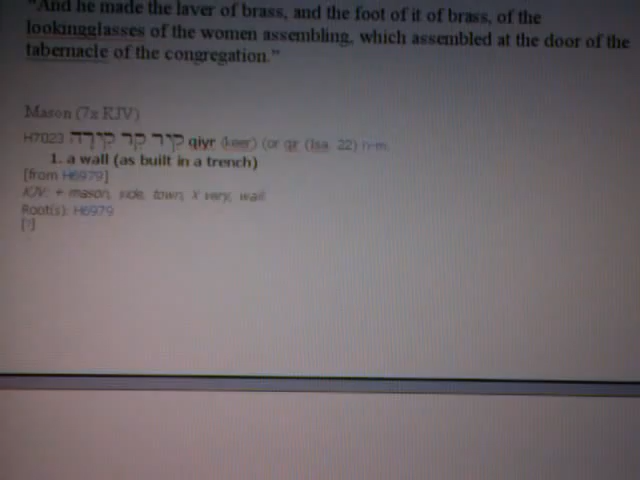 "And he made the laver of brass, and the foot of it of brass, of the
lookingglasses of the women assembling, which assembled at the door of the
tabernacle of the congregation."
Mason (7x KJV)
H7023 קִיר קִר קִירָה qiyr (keer) (or qr (Isa. 22) n-m.
1. a wall (as built in a trench)
[from H6979]
KJV: + mason, side, town, X very, wall.
Root(s): H6979
[?]